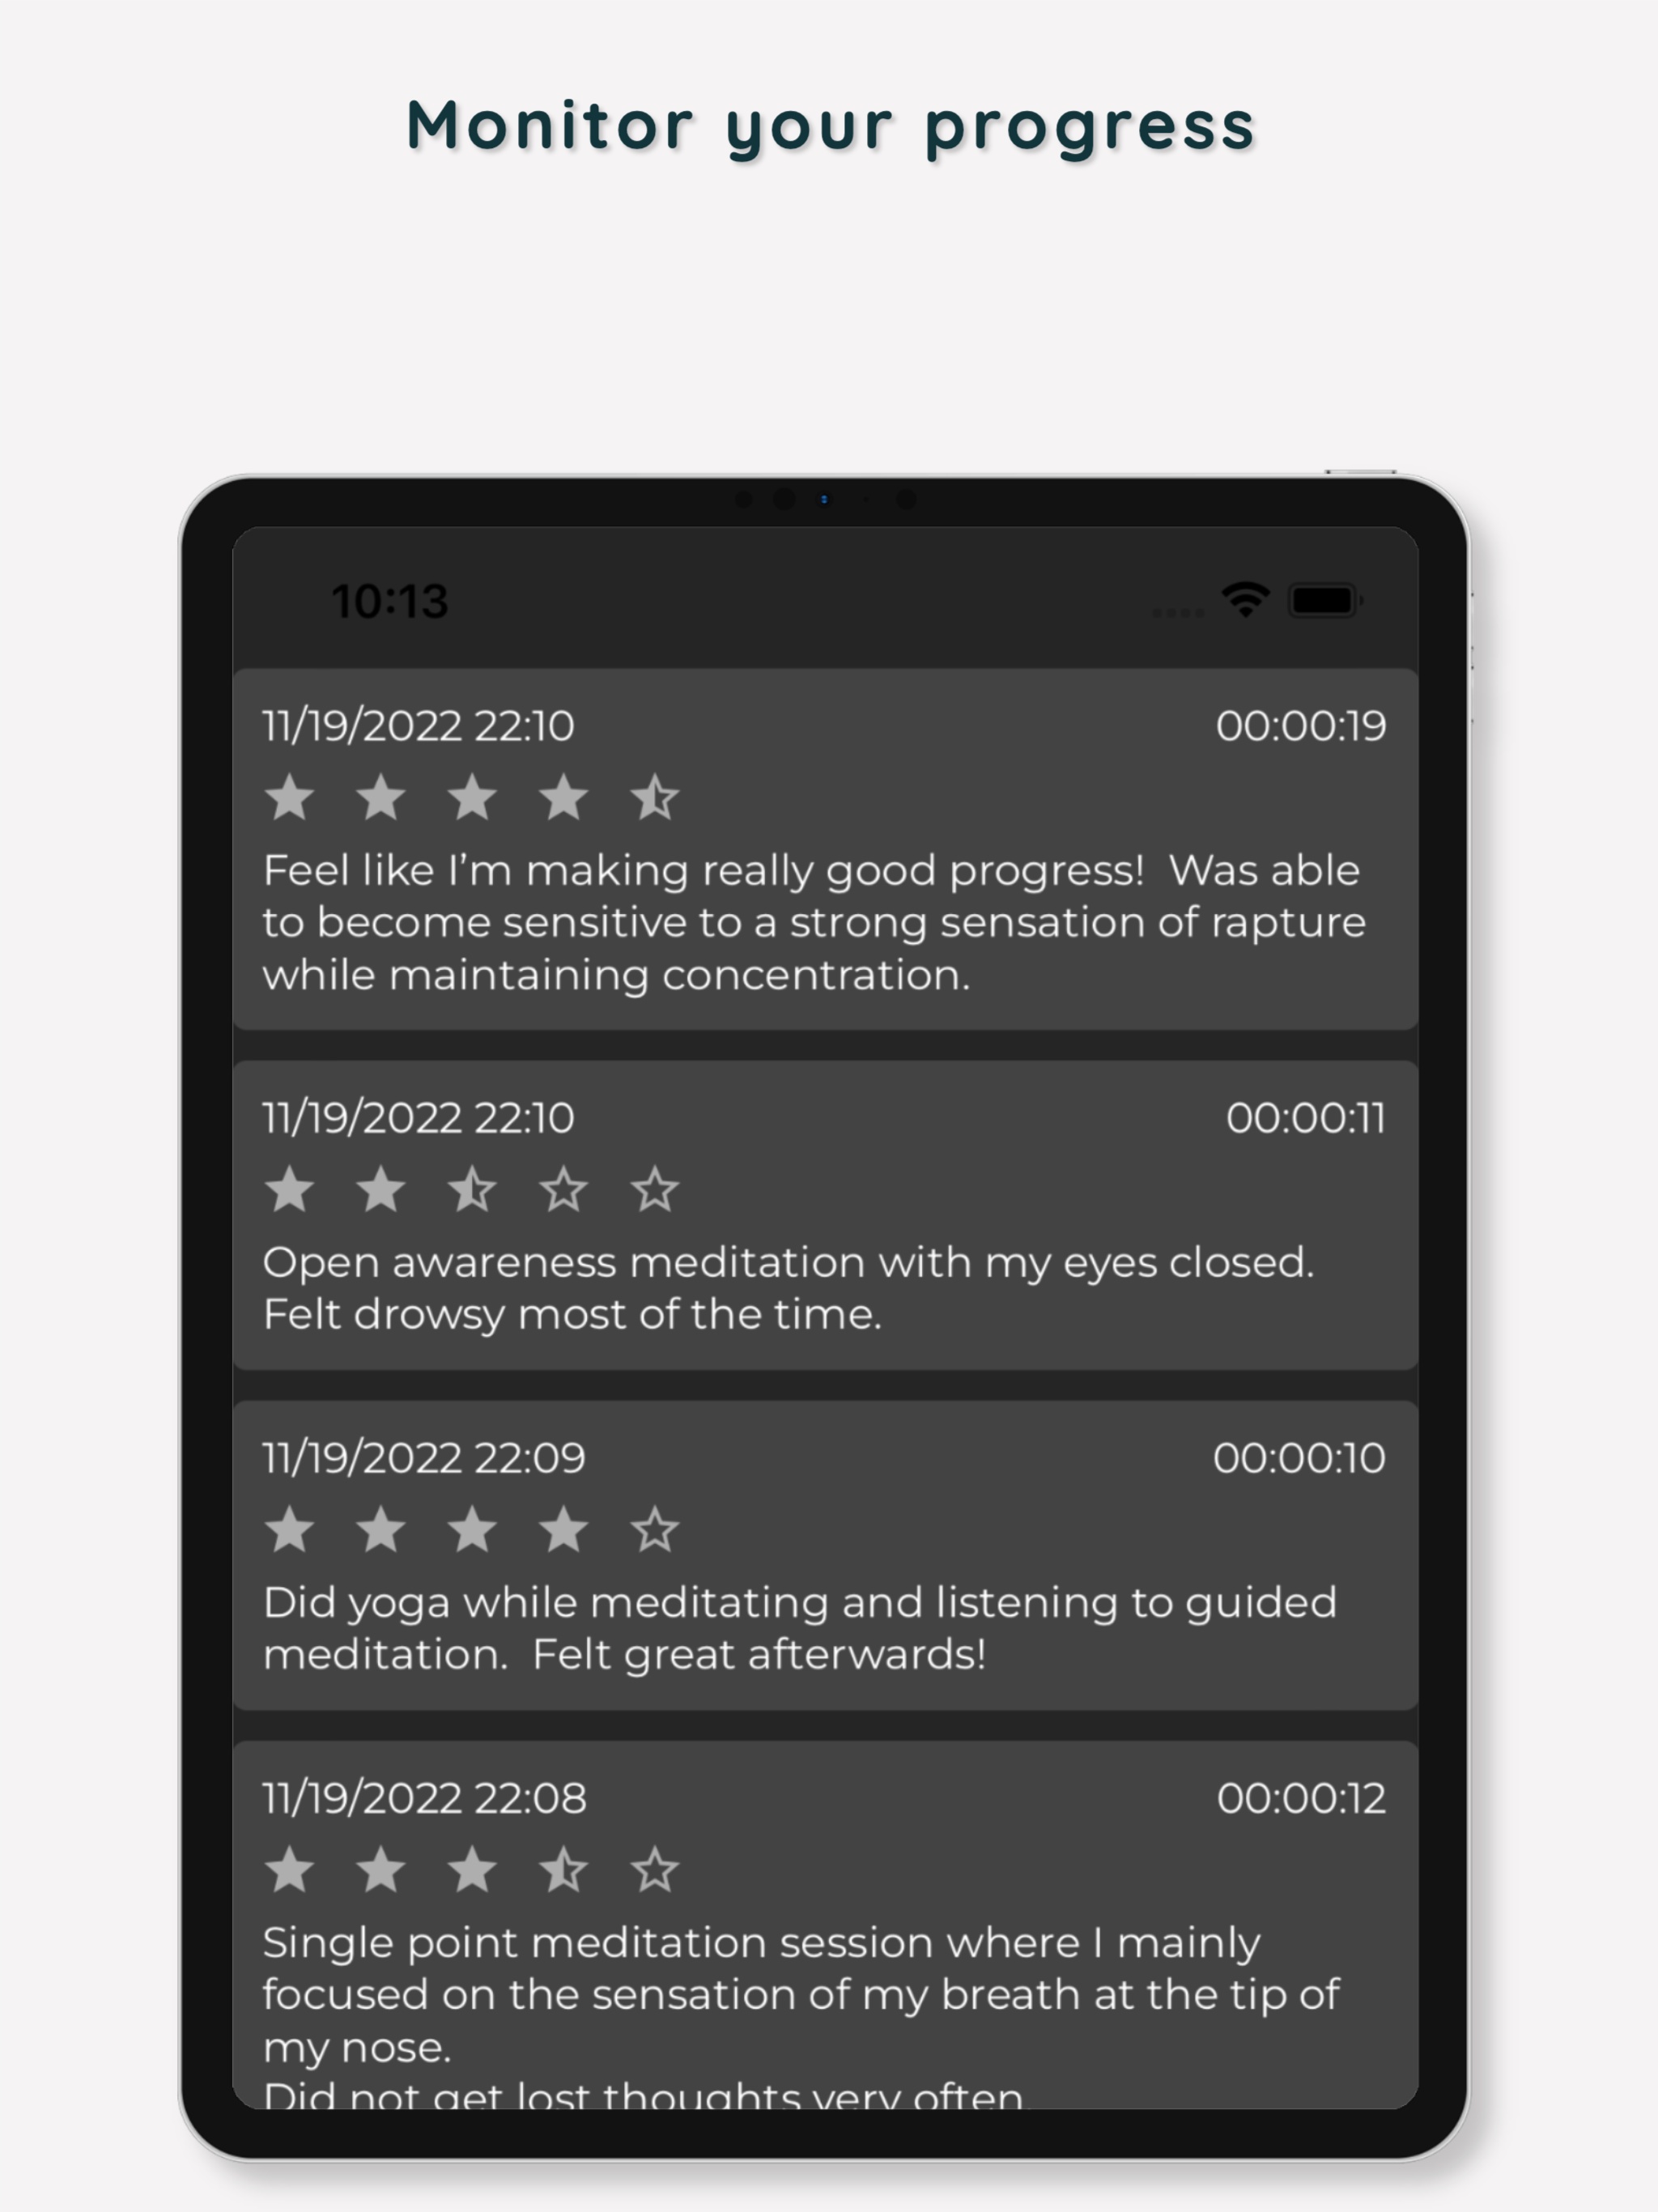 Monitor your progress
10:13
11/19/2022 22:10 00:00:19
Feel like I’m making really good progress!  Was able
to become sensitive to a strong sensation of rapture
while maintaining concentration.
11/19/2022 22:10 00:00:11
Open awareness meditation with my eyes closed.
Felt drowsy most of the time.
11/19/2022 22:09 00:00:10
Did yoga while meditating and listening to guided
meditation.  Felt great afterwards!
11/19/2022 22:08 00:00:12
Single point meditation session where I mainly
focused on the sensation of my breath at the tip of
my nose.
Did not get lost thoughts very often.